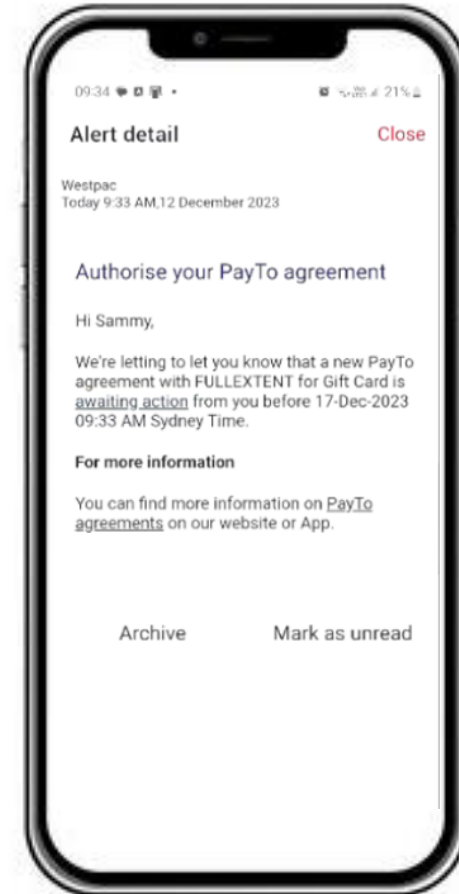 09:34
21%
Alert detail
Close
Westpac
Today 9:33 AM,12 December 2023
Authorise your PayTo agreement
Hi Sammy,
We're letting to let you know that a new PayTo
agreement with FULLEXTENT for Gift Card is
awaiting action from you before 17-Dec-2023
09:33 AM Sydney Time.
For more information
You can find more information on PayTo
agreements on our website or App.
Archive
Mark as unread